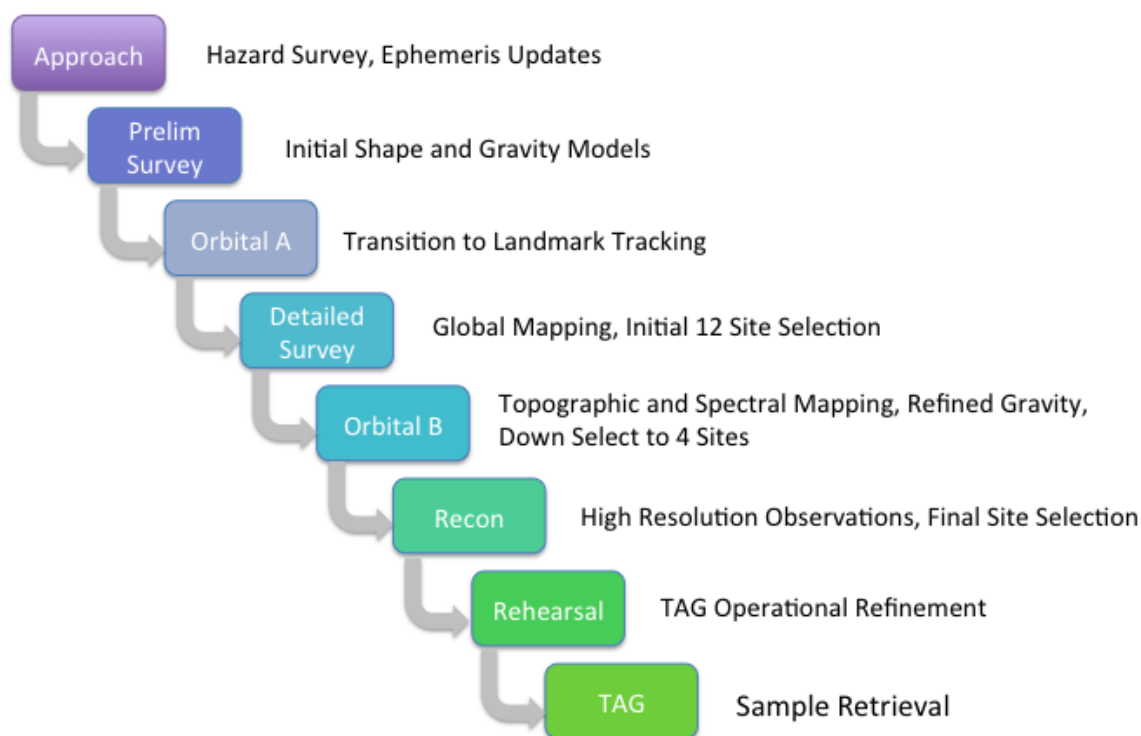 Approach
Hazard Survey, Ephemeris Updates
Prelim
Survey
Initial Shape and Gravity Models
Orbital A
Transition to Landmark Tracking
Detailed
Survey
Global Mapping, Initial 12 Site Selection
Orbital B
Topographic and Spectral Mapping, Refined Gravity,
Down Select to 4 Sites
Recon
High Resolution Observations, Final Site Selection
Rehearsal
TAG Operational Refinement
TAG
Sample Retrieval